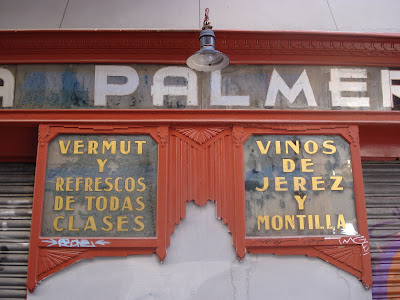 A PALMER
VERMUT
Y
REFRESCOS
DE TODAS
CLASES
VINOS
DE
JEREZ
Y
MONTILLA